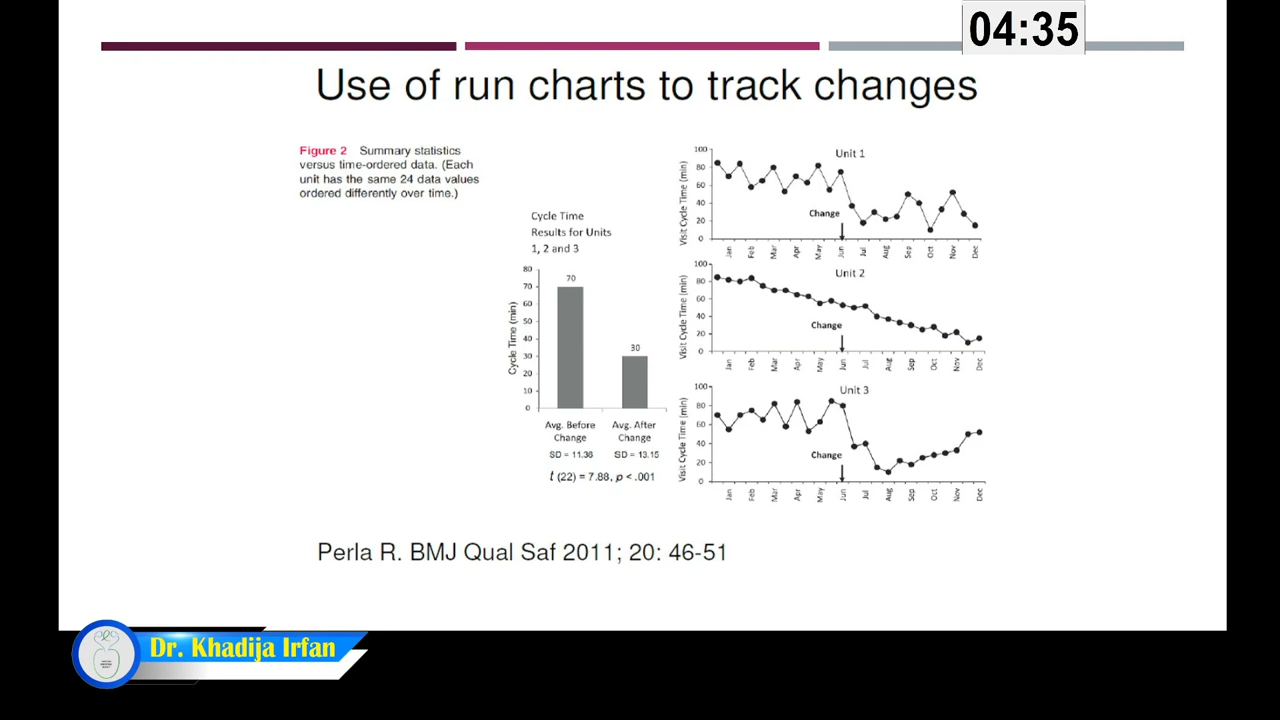 04:35
Use of run charts to track changes
Figure 2 Summary statistics
versus time-ordered data. (Each
unit has the same 24 data values
ordered differently over time.)
Cycle Time
Results for Units
1, 2 and 3
Cycle Time (min)
80
70
60
50
40
30
20
10
0
70
30
Avg. Before
Change
Avg. After
Change
SD = 11.36
SD = 13.15
t (22) = 7.88, p < .001
Unit 1
Visit Cycle Time (min)
100
80
60
40
20
0
Change
Jan
Feb
Mar
Apr
May
Jun
Jul
Aug
Sep
Oct
Nov
Dec
Unit 2
Visit Cycle Time (min)
100
80
60
40
20
0
Change
Jan
Feb
Mar
Apr
May
Jun
Jul
Aug
Sep
Oct
Nov
Dec
Unit 3
Visit Cycle Time (min)
100
80
60
40
20
0
Change
Jan
Feb
Mar
Apr
May
Jun
Jul
Aug
Sep
Oct
Nov
Dec
Perla R. BMJ Qual Saf 2011; 20: 46-51
Dr. Khadija Irfan